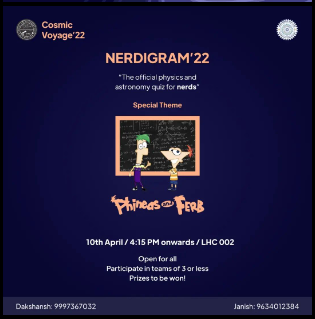 Cosmic
Voyage'22
NERDIGRAM'22
"The official physics and
astronomy quiz for nerds"
Special Theme
Phineas and Ferb
10th April / 4:15 PM onwards / LHC 002
Open for all
Participate in teams of 3 or less
Prizes to be won!
Dakshansh: 9997367032
Janish: 9634012384